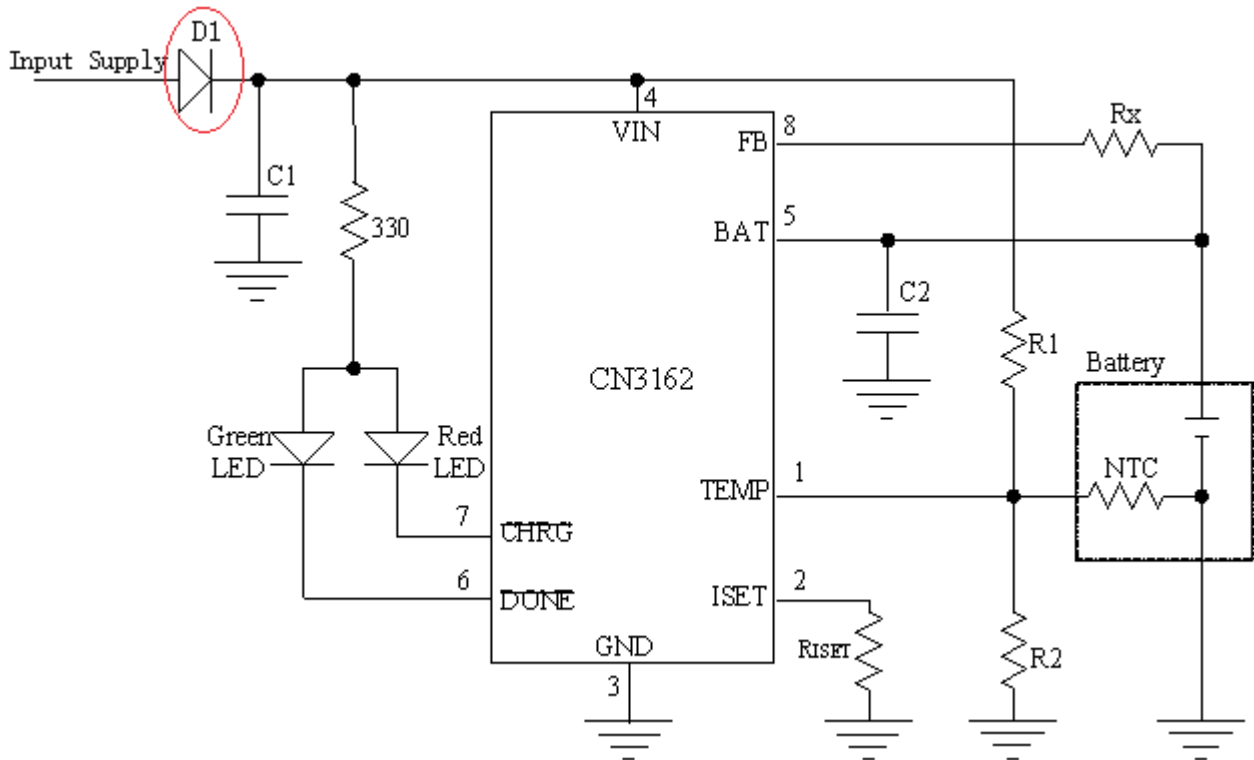 D1
Input Supply
4
VIN
FB
8
Rx
C1
330
BAT
5
C2
R1
CN3162
Battery
Green
LED
Red
LED
TEMP
1
NTC
7
CHRG
6
DONE
ISET
2
GND
3
RISET
R2